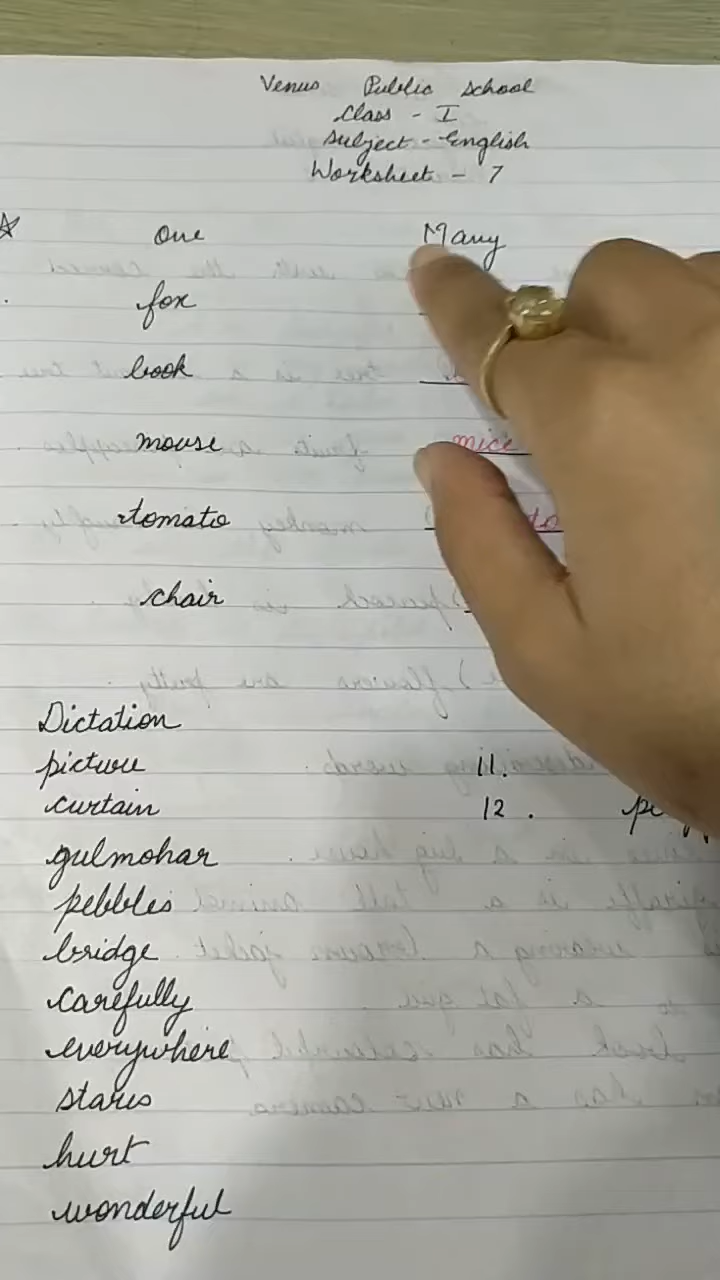 Venus Public School
Class - I
Subject - English
Worksheet - 7
One Many
fox
book
mouse mice
tomato
chair
Dictation
picture 11.
curtain 12.
gulmohar
pebbles
bridge
carefully
everywhere
stares
hurt
wonderful